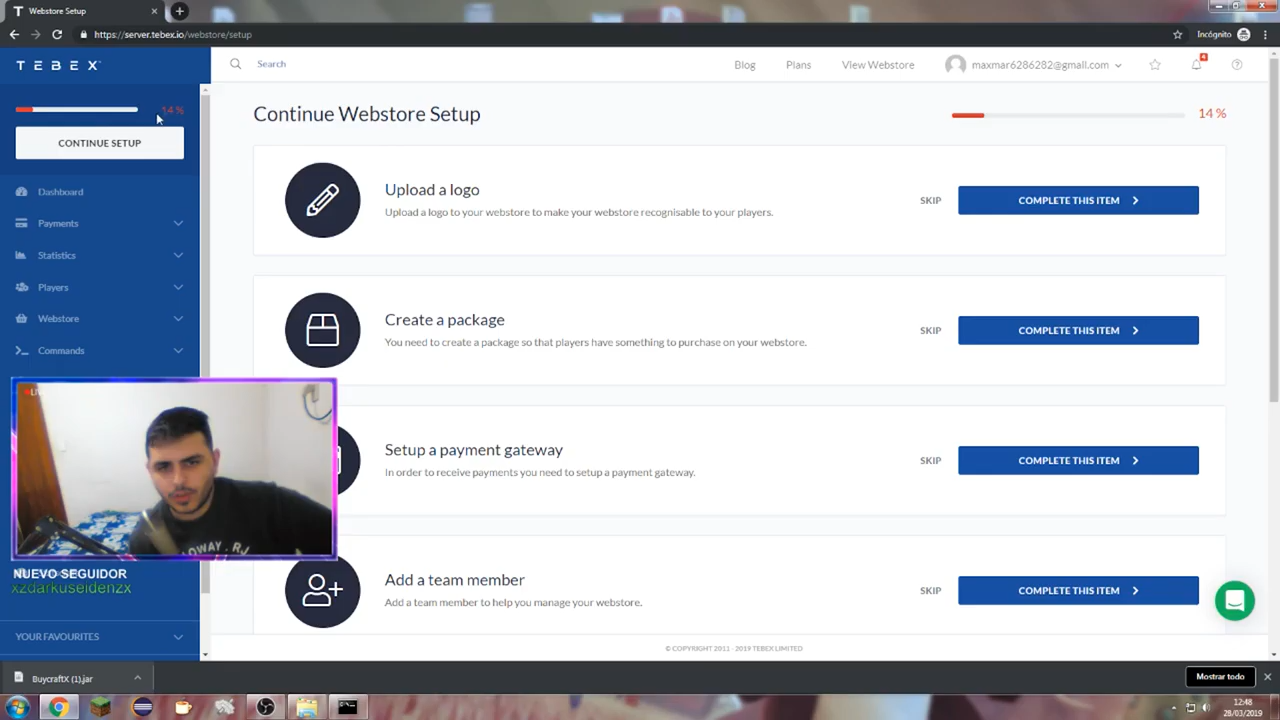 Webstore Setup
https://server.tebex.io/webstore/setup
Incógnito
TEBEX
Search
Blog
Plans
View Webstore
maxmar6286282@gmail.com
4
14 %
CONTINUE SETUP
Dashboard
Payments
Statistics
Players
Webstore
Commands
Continue Webstore Setup
14 %
Upload a logo
Upload a logo to your webstore to make your webstore recognisable to your players.
SKIP
COMPLETE THIS ITEM
Create a package
You need to create a package so that players have something to purchase on your webstore.
SKIP
COMPLETE THIS ITEM
Setup a payment gateway
In order to receive payments you need to setup a payment gateway.
SKIP
COMPLETE THIS ITEM
Add a team member
Add a team member to help you manage your webstore.
SKIP
COMPLETE THIS ITEM
NUEVO SEGUIDOR
xzdarkuseidenzx
YOUR FAVOURITES
© COPYRIGHT 2011 - 2019 TEBEX LIMITED
BuycraftX (1).jar
Mostrar todo
12:48
28/03/2019